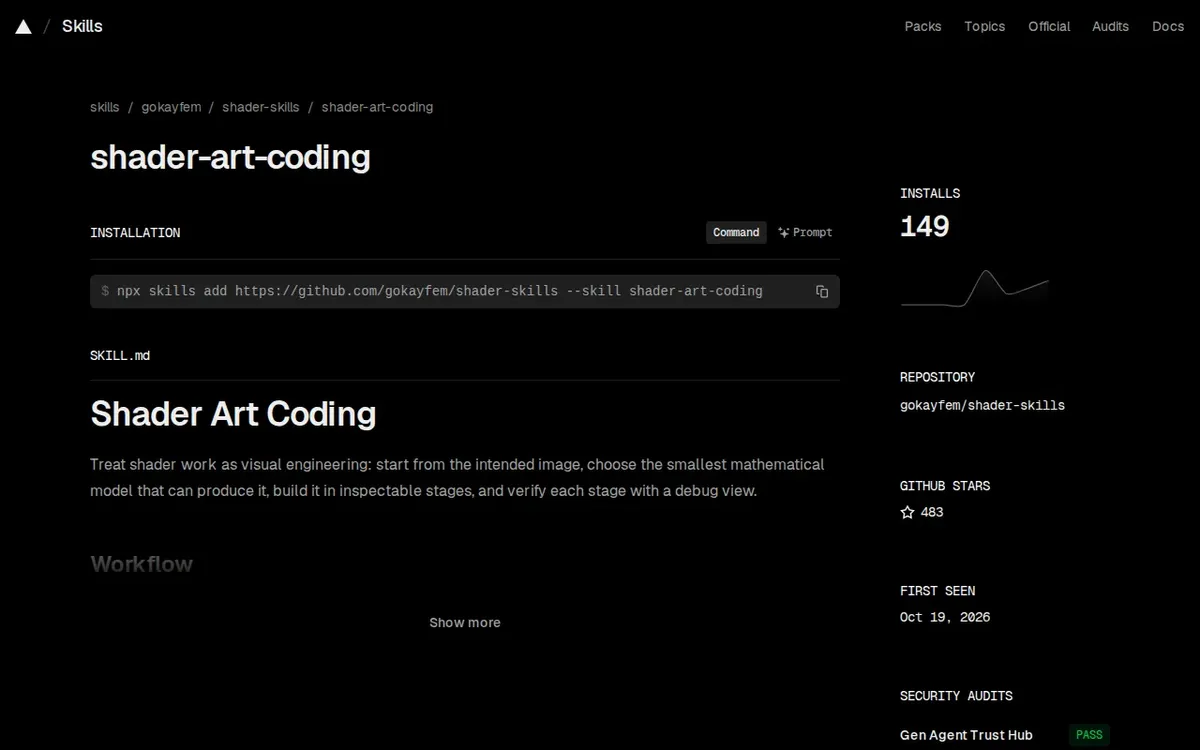 / Skills
Packs Topics Official Audits Docs
skills / gokayfem / shader-skills / shader-art-coding
shader-art-coding
INSTALLATION
Command Prompt
$ npx skills add https://github.com/gokayfem/shader-skills --skill shader-art-coding
SKILL.md
Shader Art Coding
Treat shader work as visual engineering: start from the intended image, choose the smallest mathematical
model that can produce it, build it in inspectable stages, and verify each stage with a debug view.
Workflow
Show more
INSTALLS
149
REPOSITORY
gokayfem/shader-skills
GITHUB STARS
483
FIRST SEEN
Oct 19, 2026
SECURITY AUDITS
Gen Agent Trust Hub PASS